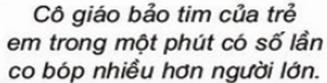 Cô giáo bảo tim của trẻ
em trong một phút có số lần
co bóp nhiều hơn người lớn.